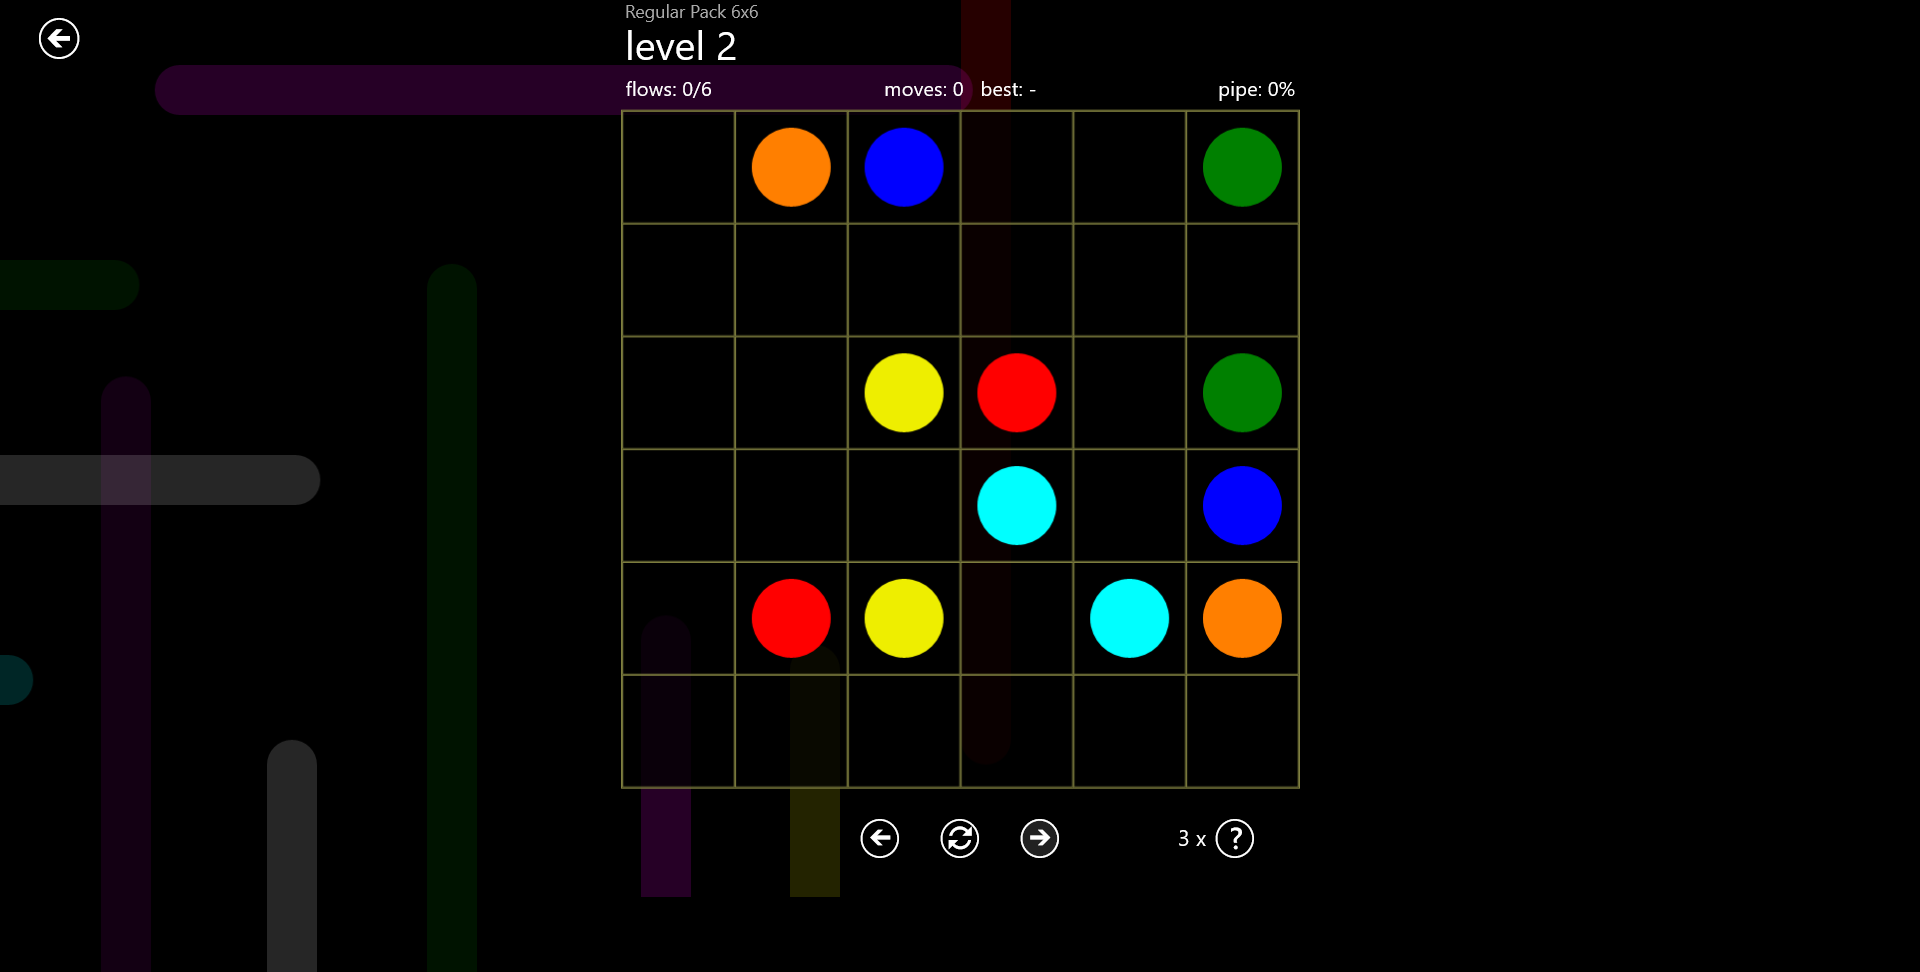 Regular Pack 6x6
level 2
flows: 0/6 moves: 0 best: - pipe: 0%
3 x ?